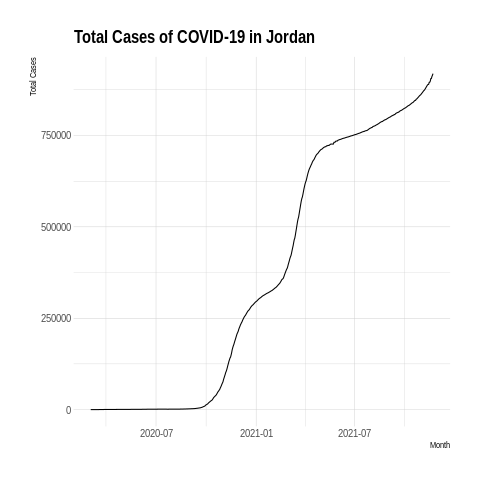 Total Cases of COVID-19 in Jordan
Total Cases
750000
500000
250000
0
2020-07
2021-01
2021-07
Month